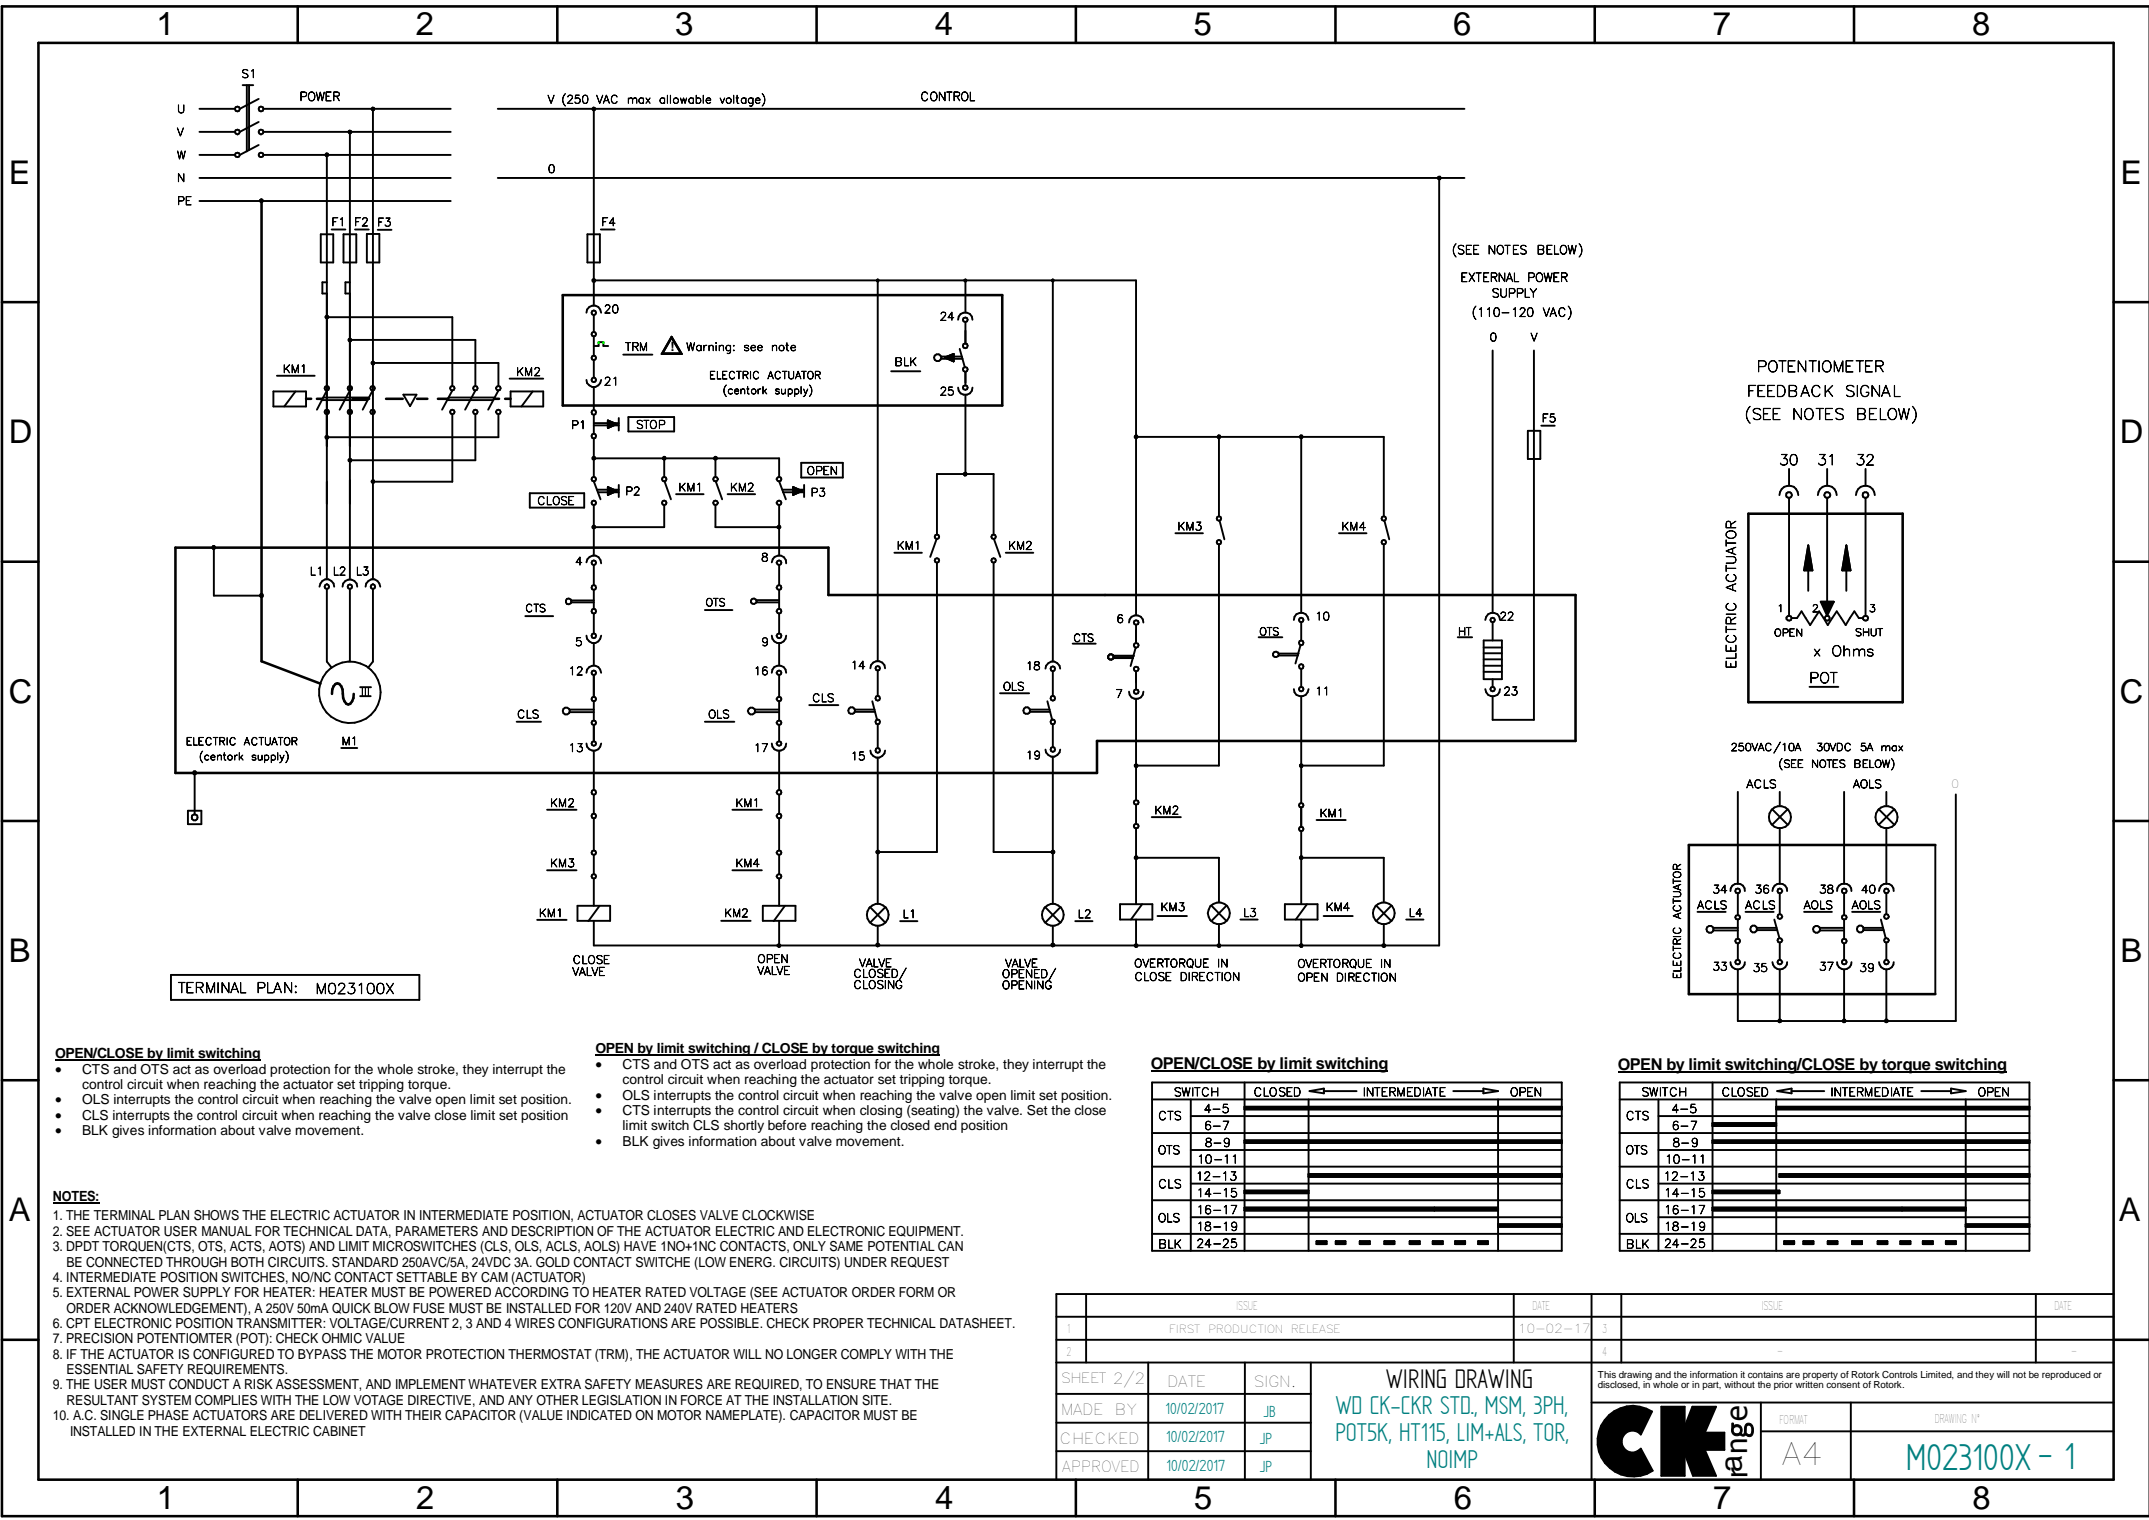 1 2 3 4 5 6 7 8
E
D
C
B
A
E
D
C
B
A
S1
POWER
U
V
W
N
PE
V (250 VAC max allowable voltage)
CONTROL
0
F1 F2 F3
F4
KM1
KM2
20
TRM
Warning: see note
21
ELECTRIC ACTUATOR
(centork supply)
24
BLK
25
P1
STOP
CLOSE
P2
KM1
KM2
OPEN
P3
KM1
KM2
KM3
KM4
(SEE NOTES BELOW)
EXTERNAL POWER
SUPPLY
(110-120 VAC)
0 V
F5
L1 L2 L3
M1
III
ELECTRIC ACTUATOR
(centork supply)
4
CTS
5
12
CLS
13
8
OTS
9
16
OLS
17
14
CLS
15
18
OLS
19
6
CTS
7
10
OTS
11
22
HT
23
KM2
KM1
KM3
KM4
KM2
KM1
KM1
KM2
L1
L2
KM3
L3
KM4
L4
CLOSE
VALVE
OPEN
VALVE
VALVE
CLOSED/
CLOSING
VALVE
OPENED/
OPENING
OVERTORQUE IN
CLOSE DIRECTION
OVERTORQUE IN
OPEN DIRECTION
TERMINAL PLAN: M023100X
POTENTIOMETER
FEEDBACK SIGNAL
(SEE NOTES BELOW)
30 31 32
ELECTRIC ACTUATOR
1 2 3
OPEN SHUT
x Ohms
POT
250VAC/10A 30VDC 5A max
(SEE NOTES BELOW)
ACLS AOLS 0
ELECTRIC ACTUATOR
34 36 38 40
ACLS ACLS AOLS AOLS
33 35 37 39
OPEN/CLOSE by limit switching
• CTS and OTS act as overload protection for the whole stroke, they interrupt the
control circuit when reaching the actuator set tripping torque.
• OLS interrupts the control circuit when reaching the valve open limit set position.
• CLS interrupts the control circuit when reaching the valve close limit set position
• BLK gives information about valve movement.
OPEN by limit switching / CLOSE by torque switching
• CTS and OTS act as overload protection for the whole stroke, they interrupt the
control circuit when reaching the actuator set tripping torque.
• OLS interrupts the control circuit when reaching the valve open limit set position.
• CTS interrupts the control circuit when closing (seating) the valve. Set the close
limit switch CLS shortly before reaching the closed end position
• BLK gives information about valve movement.
OPEN/CLOSE by limit switching
SWITCH CLOSED INTERMEDIATE OPEN
CTS 4-5
6-7
OTS 8-9
10-11
CLS 12-13
14-15
OLS 16-17
18-19
BLK 24-25
OPEN by limit switching/CLOSE by torque switching
SWITCH CLOSED INTERMEDIATE OPEN
CTS 4-5
6-7
OTS 8-9
10-11
CLS 12-13
14-15
OLS 16-17
18-19
BLK 24-25
NOTES:
1. THE TERMINAL PLAN SHOWS THE ELECTRIC ACTUATOR IN INTERMEDIATE POSITION, ACTUATOR CLOSES VALVE CLOCKWISE
2. SEE ACTUATOR USER MANUAL FOR TECHNICAL DATA, PARAMETERS AND DESCRIPTION OF THE ACTUATOR ELECTRIC AND ELECTRONIC EQUIPMENT.
3. DPDT TORQUEN(CTS, OTS, ACTS, AOTS) AND LIMIT MICROSWITCHES (CLS, OLS, ACLS, AOLS) HAVE 1NO+1NC CONTACTS, ONLY SAME POTENTIAL CAN
BE CONNECTED THROUGH BOTH CIRCUITS. STANDARD 250AVC/5A, 24VDC 3A. GOLD CONTACT SWITCHE (LOW ENERG. CIRCUITS) UNDER REQUEST
4. INTERMEDIATE POSITION SWITCHES, NO/NC CONTACT SETTABLE BY CAM (ACTUATOR)
5. EXTERNAL POWER SUPPLY FOR HEATER: HEATER MUST BE POWERED ACCORDING TO HEATER RATED VOLTAGE (SEE ACTUATOR ORDER FORM OR
ORDER ACKNOWLEDGEMENT), A 250V 50mA QUICK BLOW FUSE MUST BE INSTALLED FOR 120V AND 240V RATED HEATERS
6. CPT ELECTRONIC POSITION TRANSMITTER: VOLTAGE/CURRENT 2, 3 AND 4 WIRES CONFIGURATIONS ARE POSSIBLE. CHECK PROPER TECHNICAL DATASHEET.
7. PRECISION POTENTIOMTER (POT): CHECK OHMIC VALUE
8. IF THE ACTUATOR IS CONFIGURED TO BYPASS THE MOTOR PROTECTION THERMOSTAT (TRM), THE ACTUATOR WILL NO LONGER COMPLY WITH THE
ESSENTIAL SAFETY REQUIREMENTS.
9. THE USER MUST CONDUCT A RISK ASSESSMENT, AND IMPLEMENT WHATEVER EXTRA SAFETY MEASURES ARE REQUIRED, TO ENSURE THAT THE
RESULTANT SYSTEM COMPLIES WITH THE LOW VOTAGE DIRECTIVE, AND ANY OTHER LEGISLATION IN FORCE AT THE INSTALLATION SITE.
10. A.C. SINGLE PHASE ACTUATORS ARE DELIVERED WITH THEIR CAPACITOR (VALUE INDICATED ON MOTOR NAMEPLATE). CAPACITOR MUST BE
INSTALLED IN THE EXTERNAL ELECTRIC CABINET
ISSUE DATE ISSUE DATE
1 FIRST PRODUCTION RELEASE 10-02-17 3
2 4 - -
SHEET 2/2 DATE SIGN.
MADE BY 10/02/2017 JB
CHECKED 10/02/2017 JP
APPROVED 10/02/2017 JP
WIRING DRAWING
WD CK-CKR STD., MSM, 3PH,
POT5K, HT115, LIM+ALS, TOR,
NOIMP
This drawing and the information it contains are property of Rotork Controls Limited, and they will not be reproduced or
disclosed, in whole or in part, without the prior written consent of Rotork.
CK range
FORMAT
A4
DRAWING Nº
M023100X - 1
1 2 3 4 5 6 7 8